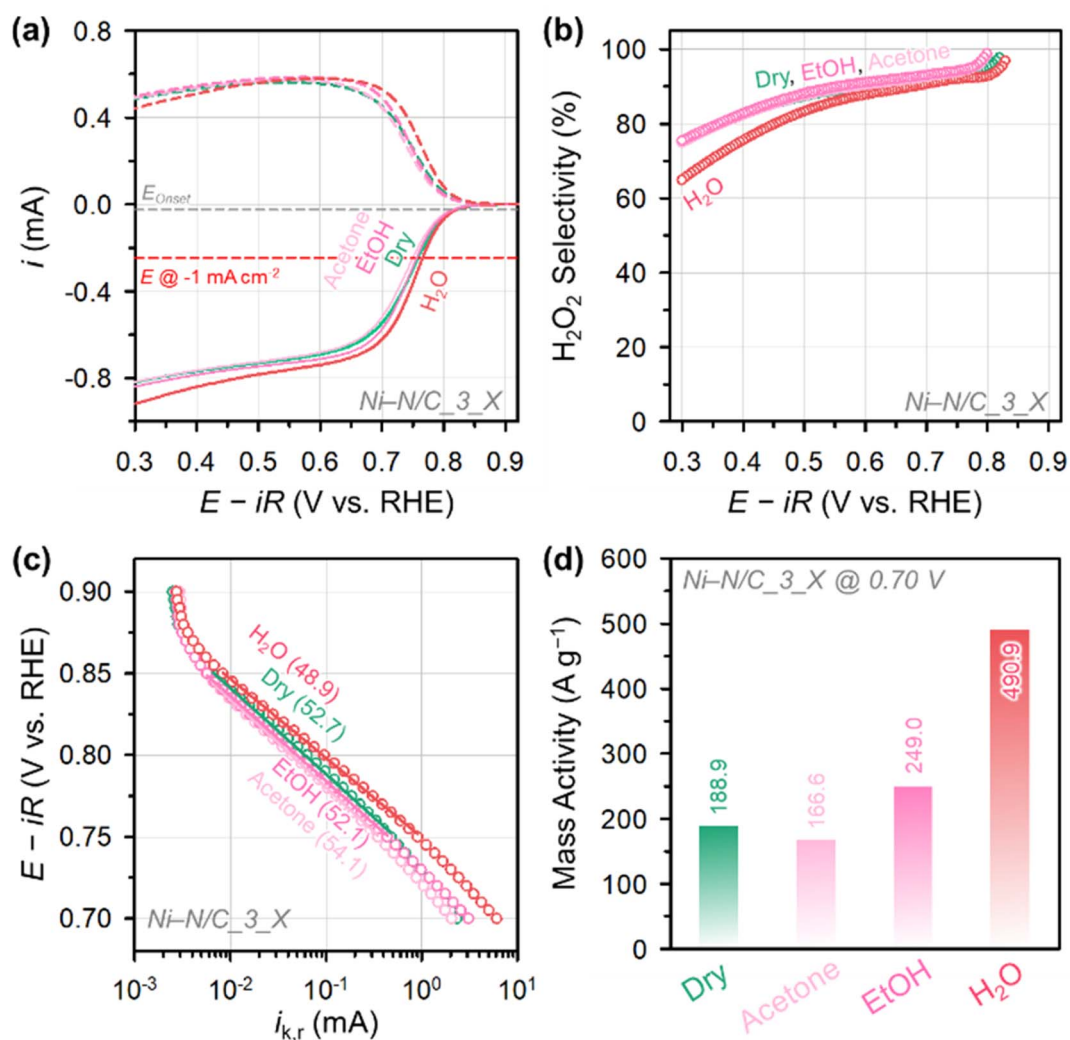 (a)
0.8
0.4
0.0
-0.4
-0.8
i (mA)
E_Onset
E @ -1 mA cm⁻²
Acetone
EtOH
Dry
H₂O
Ni–N/C_3_X
0.3 0.4 0.5 0.6 0.7 0.8 0.9
E − iR (V vs. RHE)
(b)
100
80
60
40
20
0
H₂O₂ Selectivity (%)
Dry, EtOH, Acetone
H₂O
Ni–N/C_3_X
0.3 0.4 0.5 0.6 0.7 0.8 0.9
E − iR (V vs. RHE)
(c)
0.90
0.85
0.80
0.75
0.70
E − iR (V vs. RHE)
H₂O (48.9)
Dry (52.7)
EtOH (52.1)
Acetone (54.1)
Ni–N/C_3_X
10⁻³ 10⁻² 10⁻¹ 10⁰ 10¹
i_k,r (mA)
(d)
600
500
400
300
200
100
0
Mass Activity (A g⁻¹)
Ni–N/C_3_X @ 0.70 V
188.9
166.6
249.0
490.9
Dry
Acetone
EtOH
H₂O